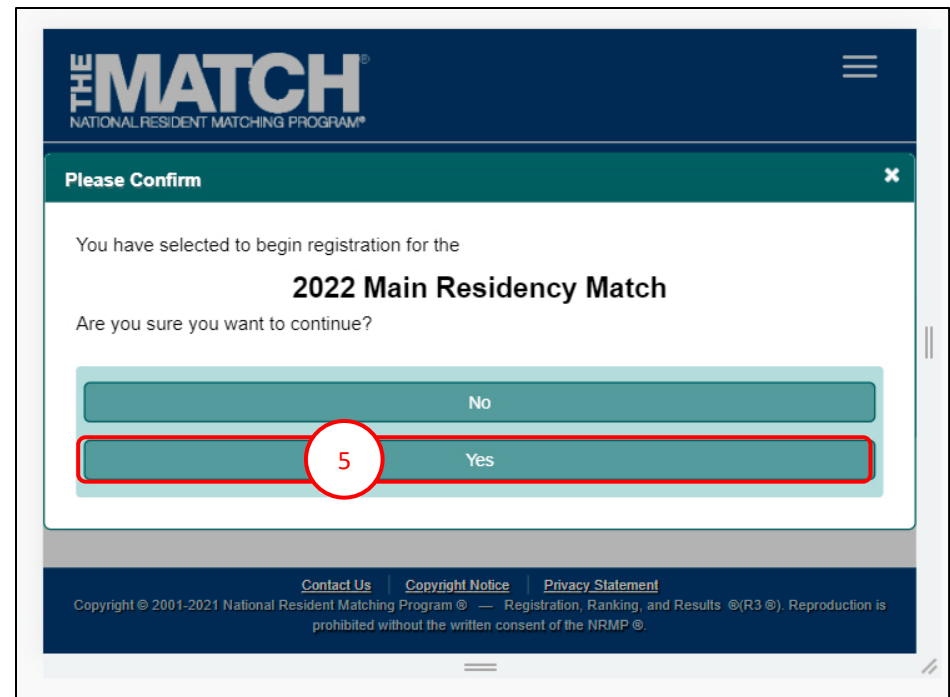 THE MATCH®
NATIONAL RESIDENT MATCHING PROGRAM®
Please Confirm
You have selected to begin registration for the
2022 Main Residency Match
Are you sure you want to continue?
No
5 Yes
Contact Us Copyright Notice Privacy Statement
Copyright © 2001-2021 National Resident Matching Program ® — Registration, Ranking, and Results ®(R3 ®). Reproduction is
prohibited without the written consent of the NRMP ®.